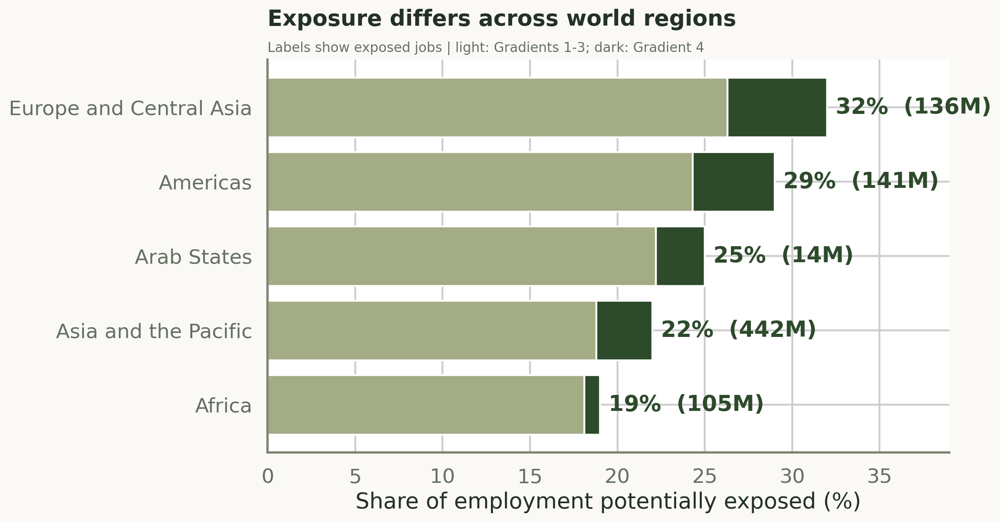 Exposure differs across world regions
Labels show exposed jobs | light: Gradients 1-3; dark: Gradient 4
Europe and Central Asia 32% (136M)
Americas 29% (141M)
Arab States 25% (14M)
Asia and the Pacific 22% (442M)
Africa 19% (105M)
0 5 10 15 20 25 30 35
Share of employment potentially exposed (%)